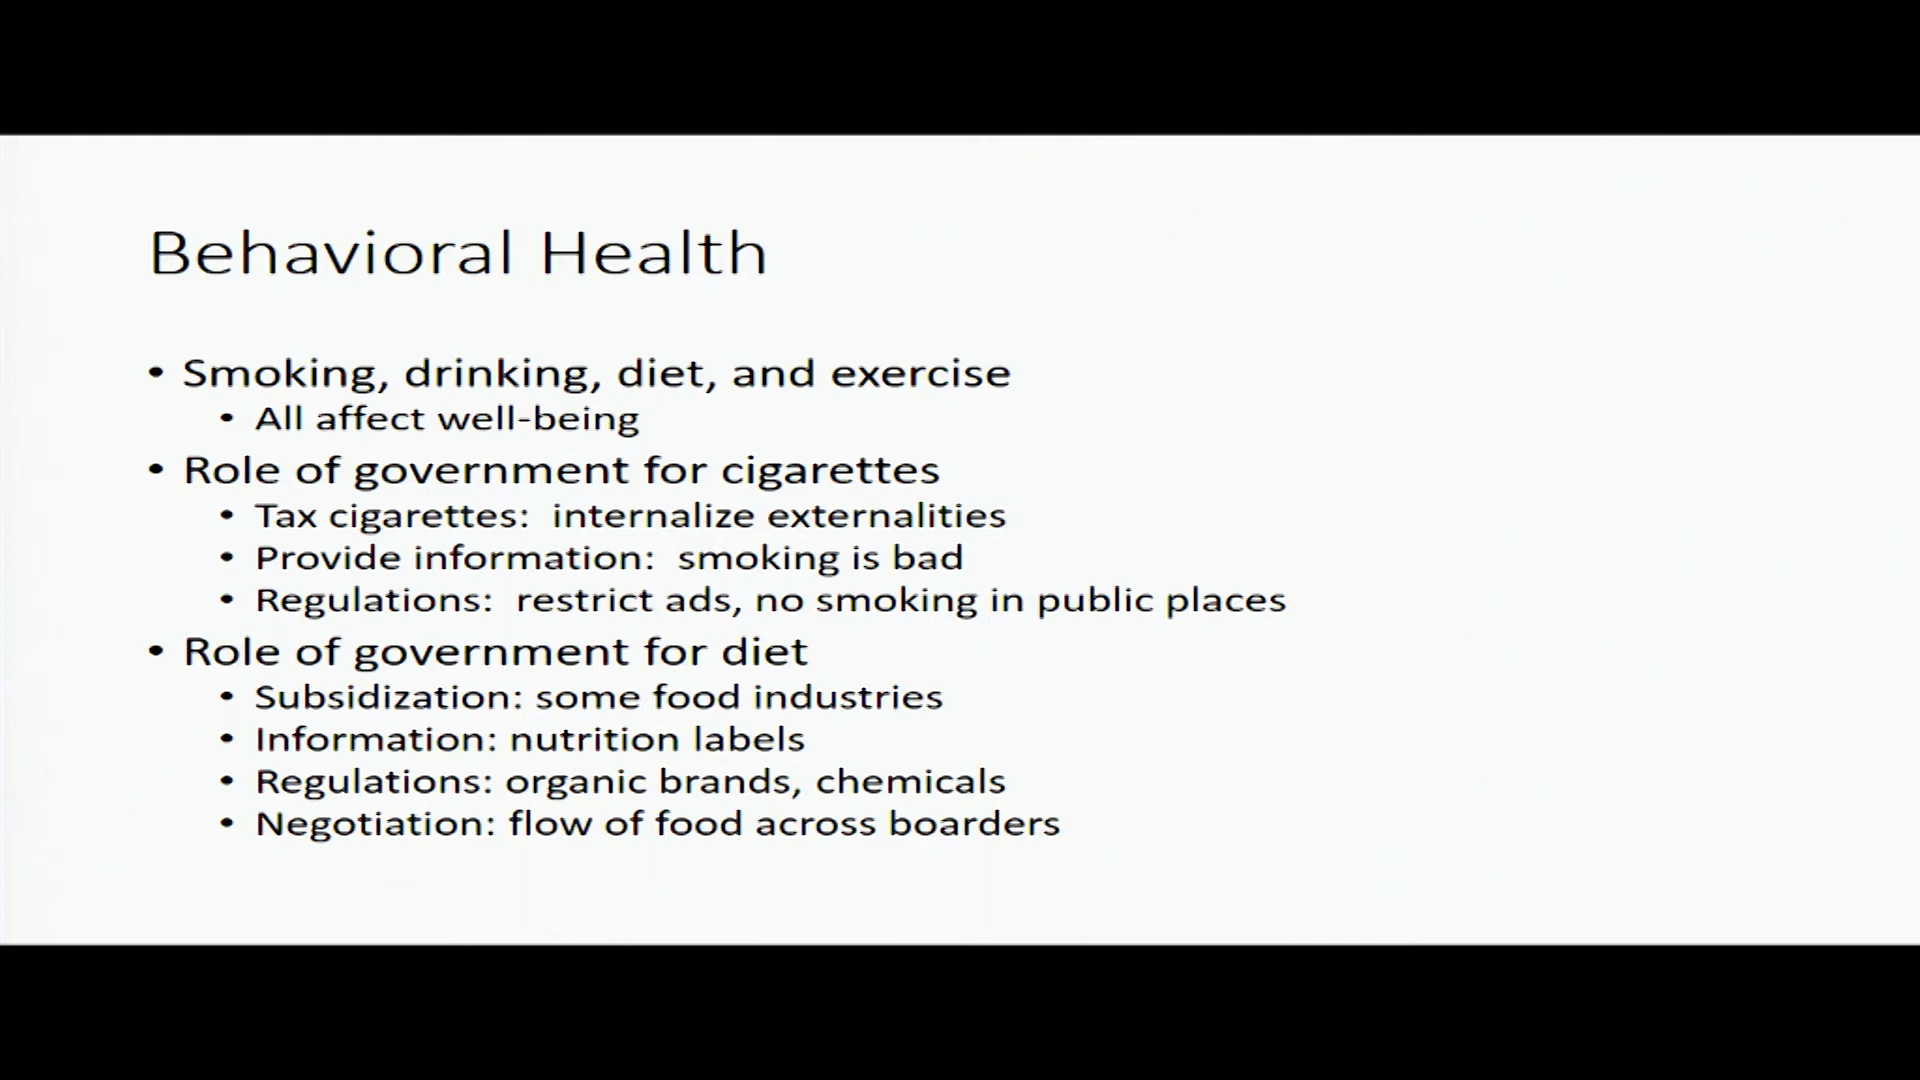 Behavioral Health
• Smoking, drinking, diet, and exercise
• All affect well-being
• Role of government for cigarettes
• Tax cigarettes:  internalize externalities
• Provide information:  smoking is bad
• Regulations:  restrict ads, no smoking in public places
• Role of government for diet
• Subsidization: some food industries
• Information: nutrition labels
• Regulations: organic brands, chemicals
• Negotiation: flow of food across boarders